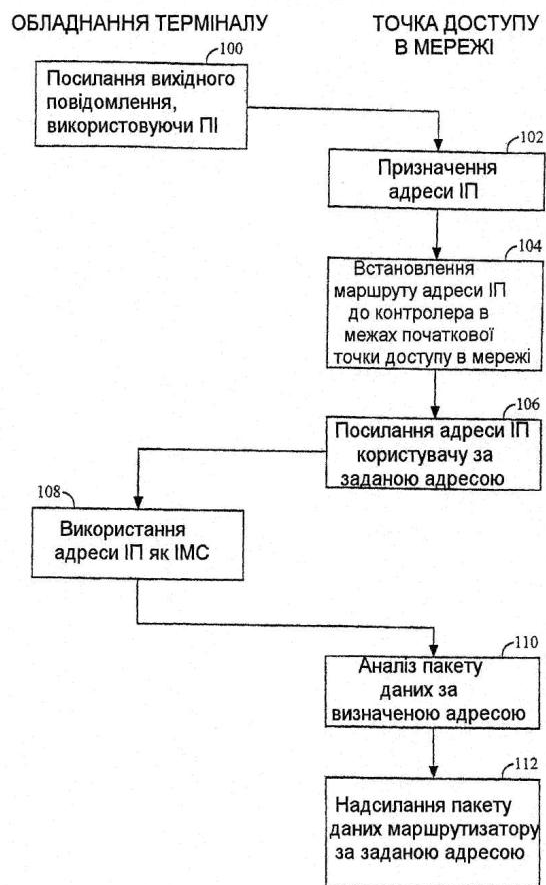 ОБЛАДНАННЯ ТЕРМІНАЛУ
ТОЧКА ДОСТУПУ
В МЕРЕЖІ
100
Посилання вихідного
повідомлення,
використовуючи ПІ
102
Призначення
адреси ІП
104
Встановлення
маршруту адреси ІП
до контролера в
межах початкової
точки доступу в мережі
106
Посилання адреси ІП
користувачу за
заданою адресою
108
Використання
адреси ІП як ІМС
110
Аналіз пакету
даних за
визначеною адресою
112
Надсилання пакету
даних маршрутизатору
за заданою адресою